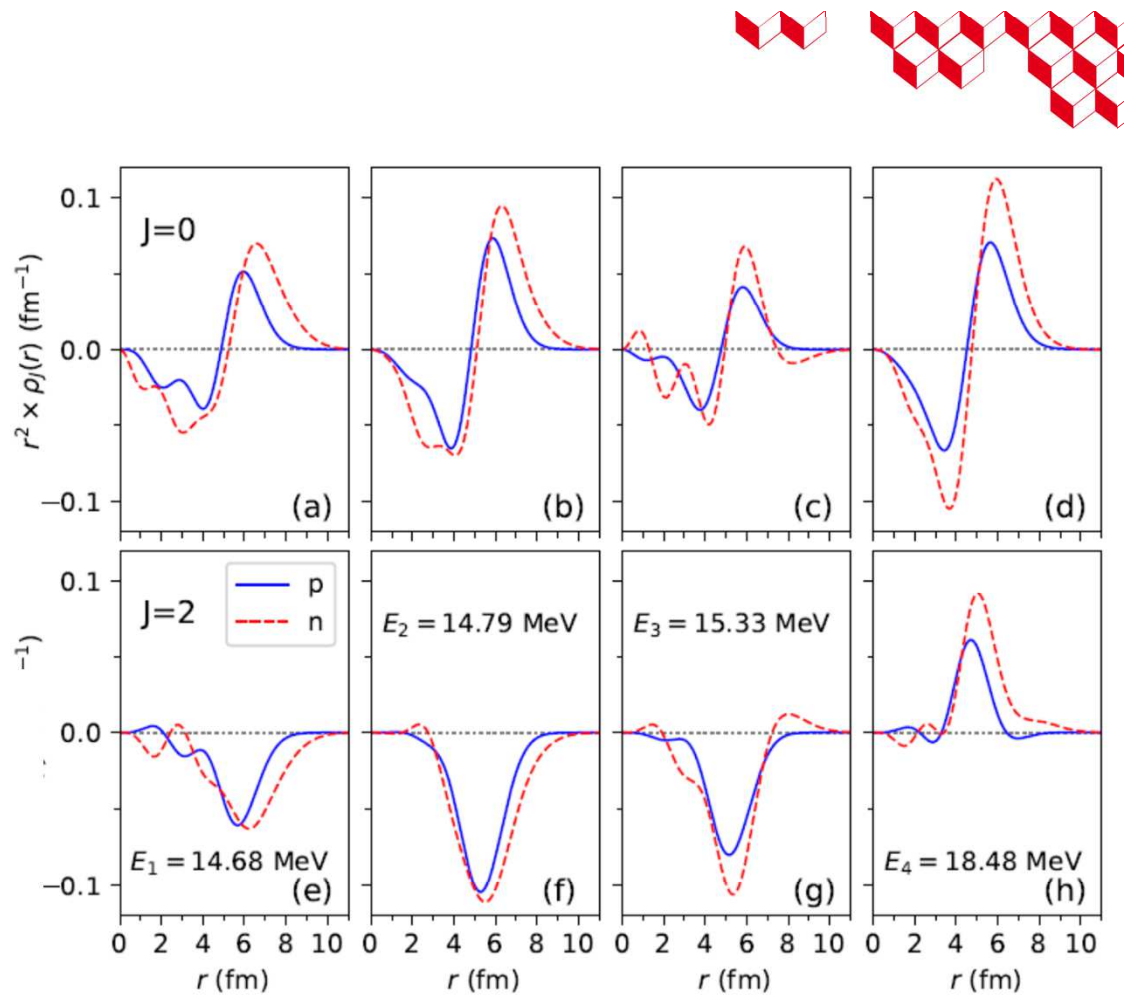 0.1
0.0
−0.1
r² × ρJ(r) (fm⁻¹)
J=0
(a)
(b)
(c)
(d)
0.1
0.0
−0.1
⁻¹)
J=2
p
n
E₁ = 14.68 MeV
(e)
E₂ = 14.79 MeV
(f)
E₃ = 15.33 MeV
(g)
E₄ = 18.48 MeV
(h)
0 2 4 6 8 10
0 2 4 6 8 10
0 2 4 6 8 10
0 2 4 6 8 10
r (fm)
r (fm)
r (fm)
r (fm)